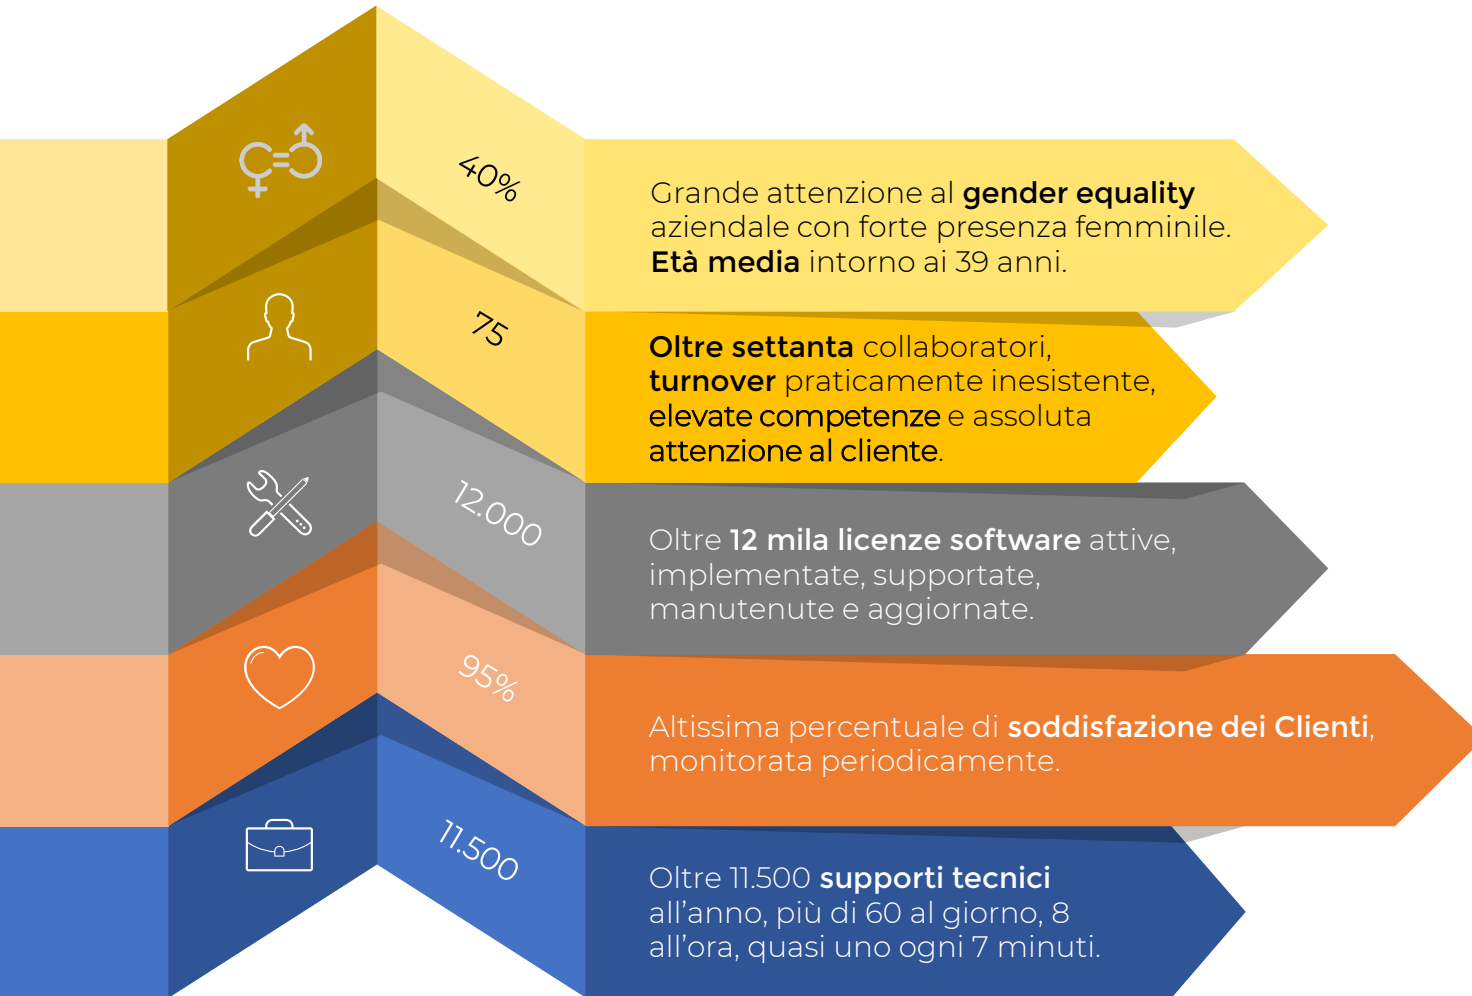 40%
Grande attenzione al gender equality
aziendale con forte presenza femminile.
Età media intorno ai 39 anni.
75
Oltre settanta collaboratori,
turnover praticamente inesistente,
elevate competenze e assoluta
attenzione al cliente.
12.000
Oltre 12 mila licenze software attive,
implementate, supportate,
manutenute e aggiornate.
95%
Altissima percentuale di soddisfazione dei Clienti,
monitorata periodicamente.
11.500
Oltre 11.500 supporti tecnici
all’anno, più di 60 al giorno, 8
all’ora, quasi uno ogni 7 minuti.